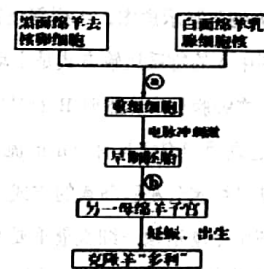 黑面绵羊去
核卵细胞
白面绵羊乳
腺细胞核
ⓐ
融合细胞
电脉冲刺激
早期胚胎
ⓑ
另一母绵羊子宫
妊娠、出生
克隆羊“多利”